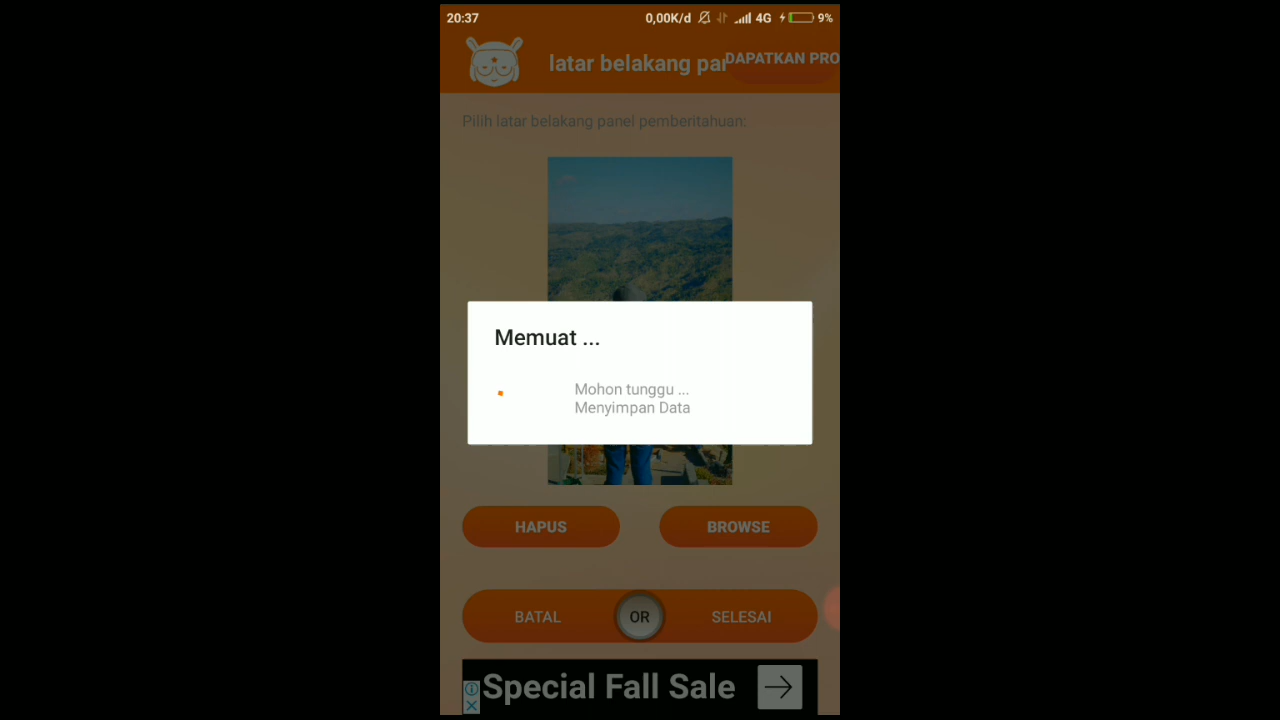 20:37
0,00K/d
4G
9%
latar belakang par
DAPATKAN PRO
Pilih latar belakang panel pemberitahuan:
Memuat ...
Mohon tunggu ...
Menyimpan Data
HAPUS
BROWSE
BATAL
OR
SELESAI
Special Fall Sale